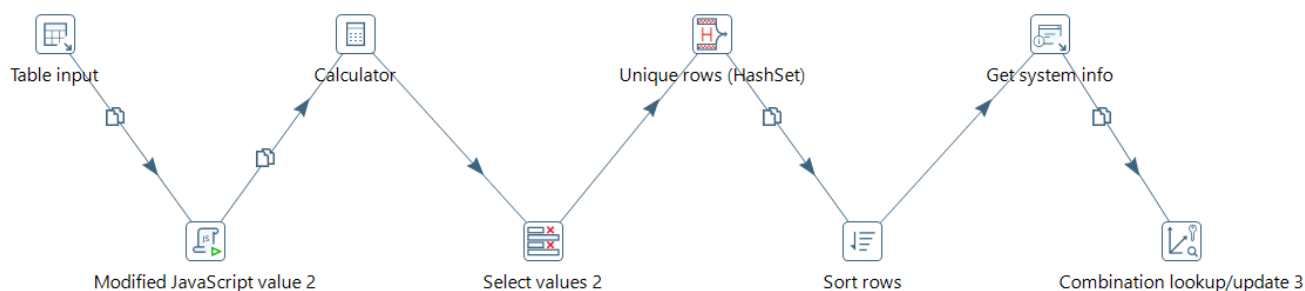 Table input
Calculator
Unique rows (HashSet)
Get system info
Modified JavaScript value 2
Select values 2
Sort rows
Combination lookup/update 3